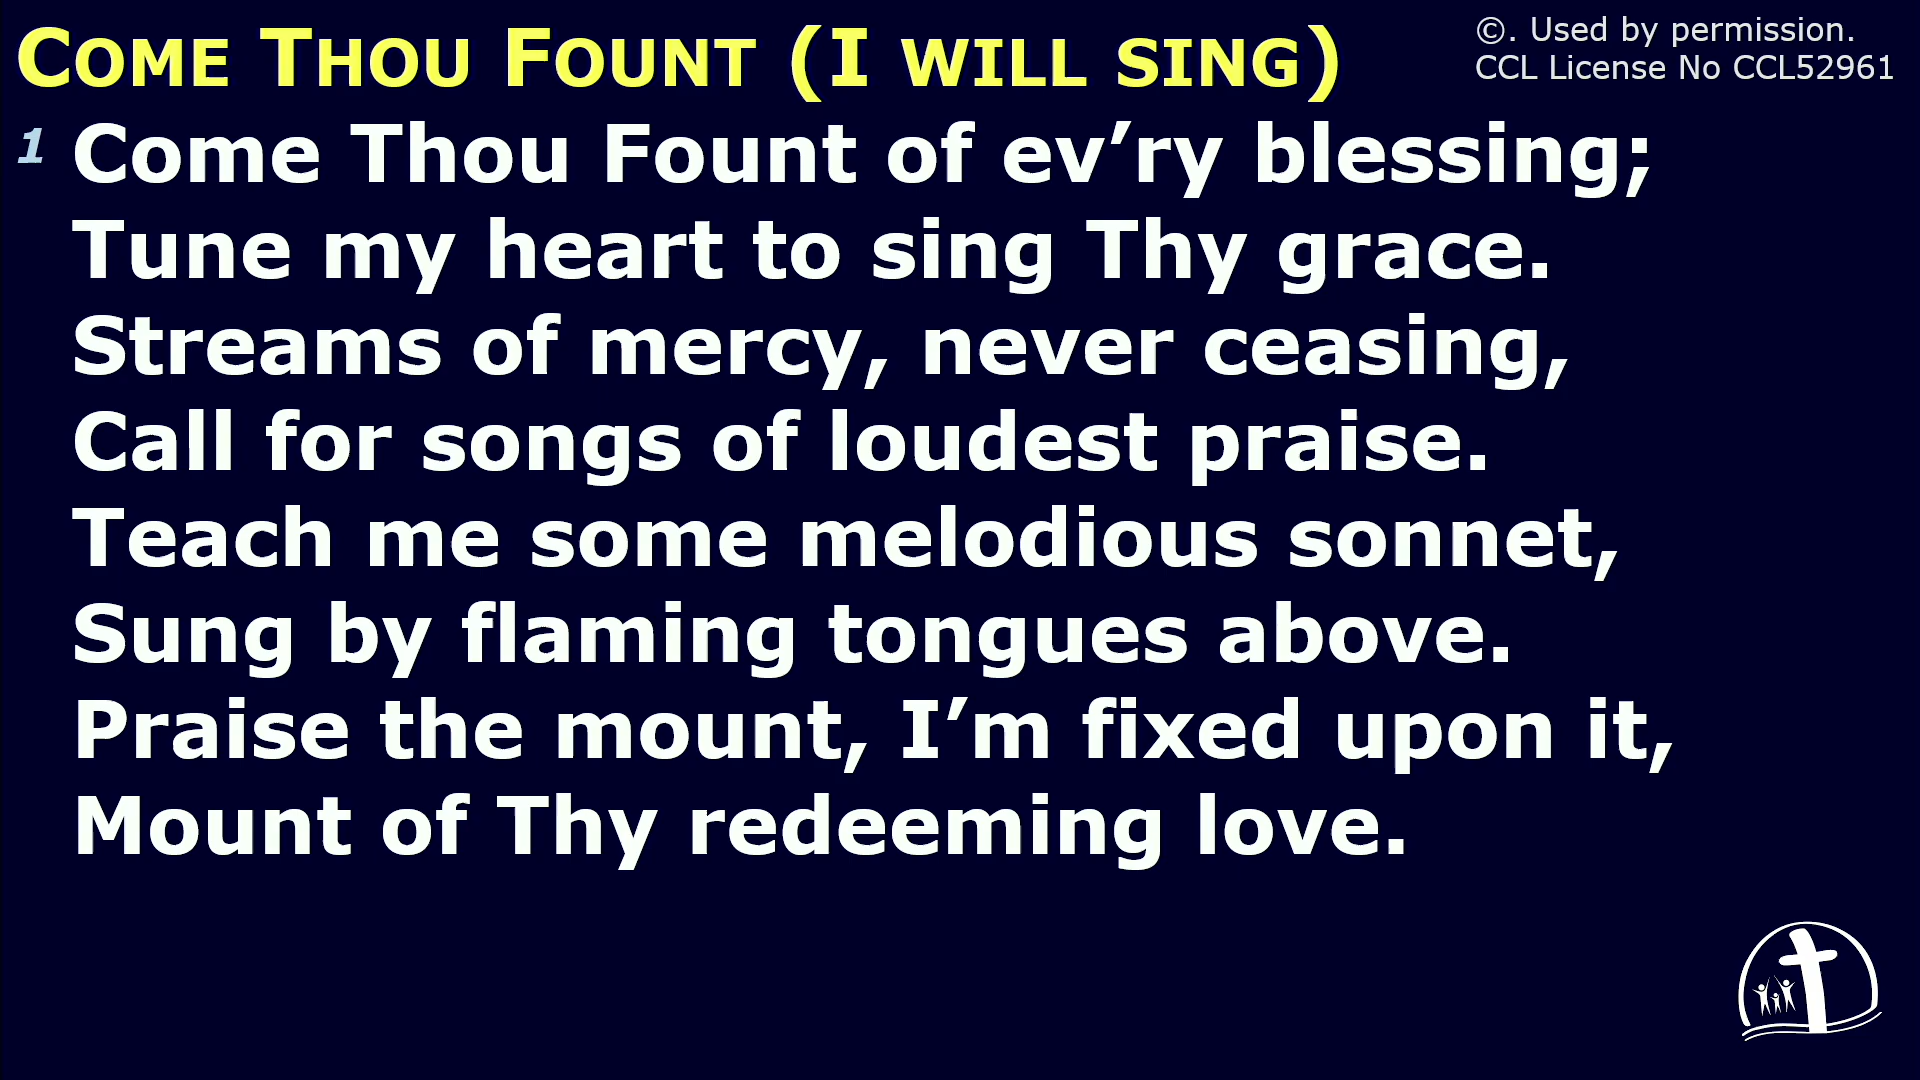 COME THOU FOUNT (I WILL SING)
©. Used by permission.
CCL License No CCL52961
1 Come Thou Fount of ev’ry blessing;
Tune my heart to sing Thy grace.
Streams of mercy, never ceasing,
Call for songs of loudest praise.
Teach me some melodious sonnet,
Sung by flaming tongues above.
Praise the mount, I’m fixed upon it,
Mount of Thy redeeming love.